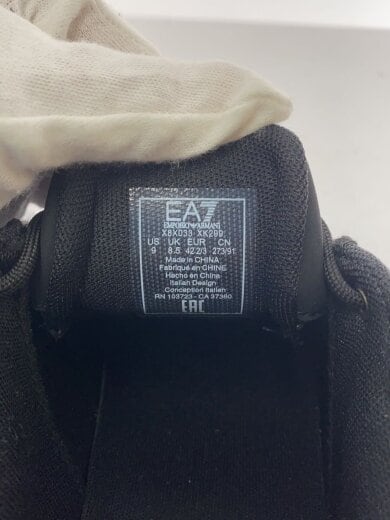 EA7
EMPORIO ARMANI
X8X033 XK290
US UK EUR CN
9 8.5 42 2/3 273/91
Made in CHINA
Fabriqué en CHINE
Hecho en China
Italian Design
Conception Italien
RN 103723 - CA 37360
EAC